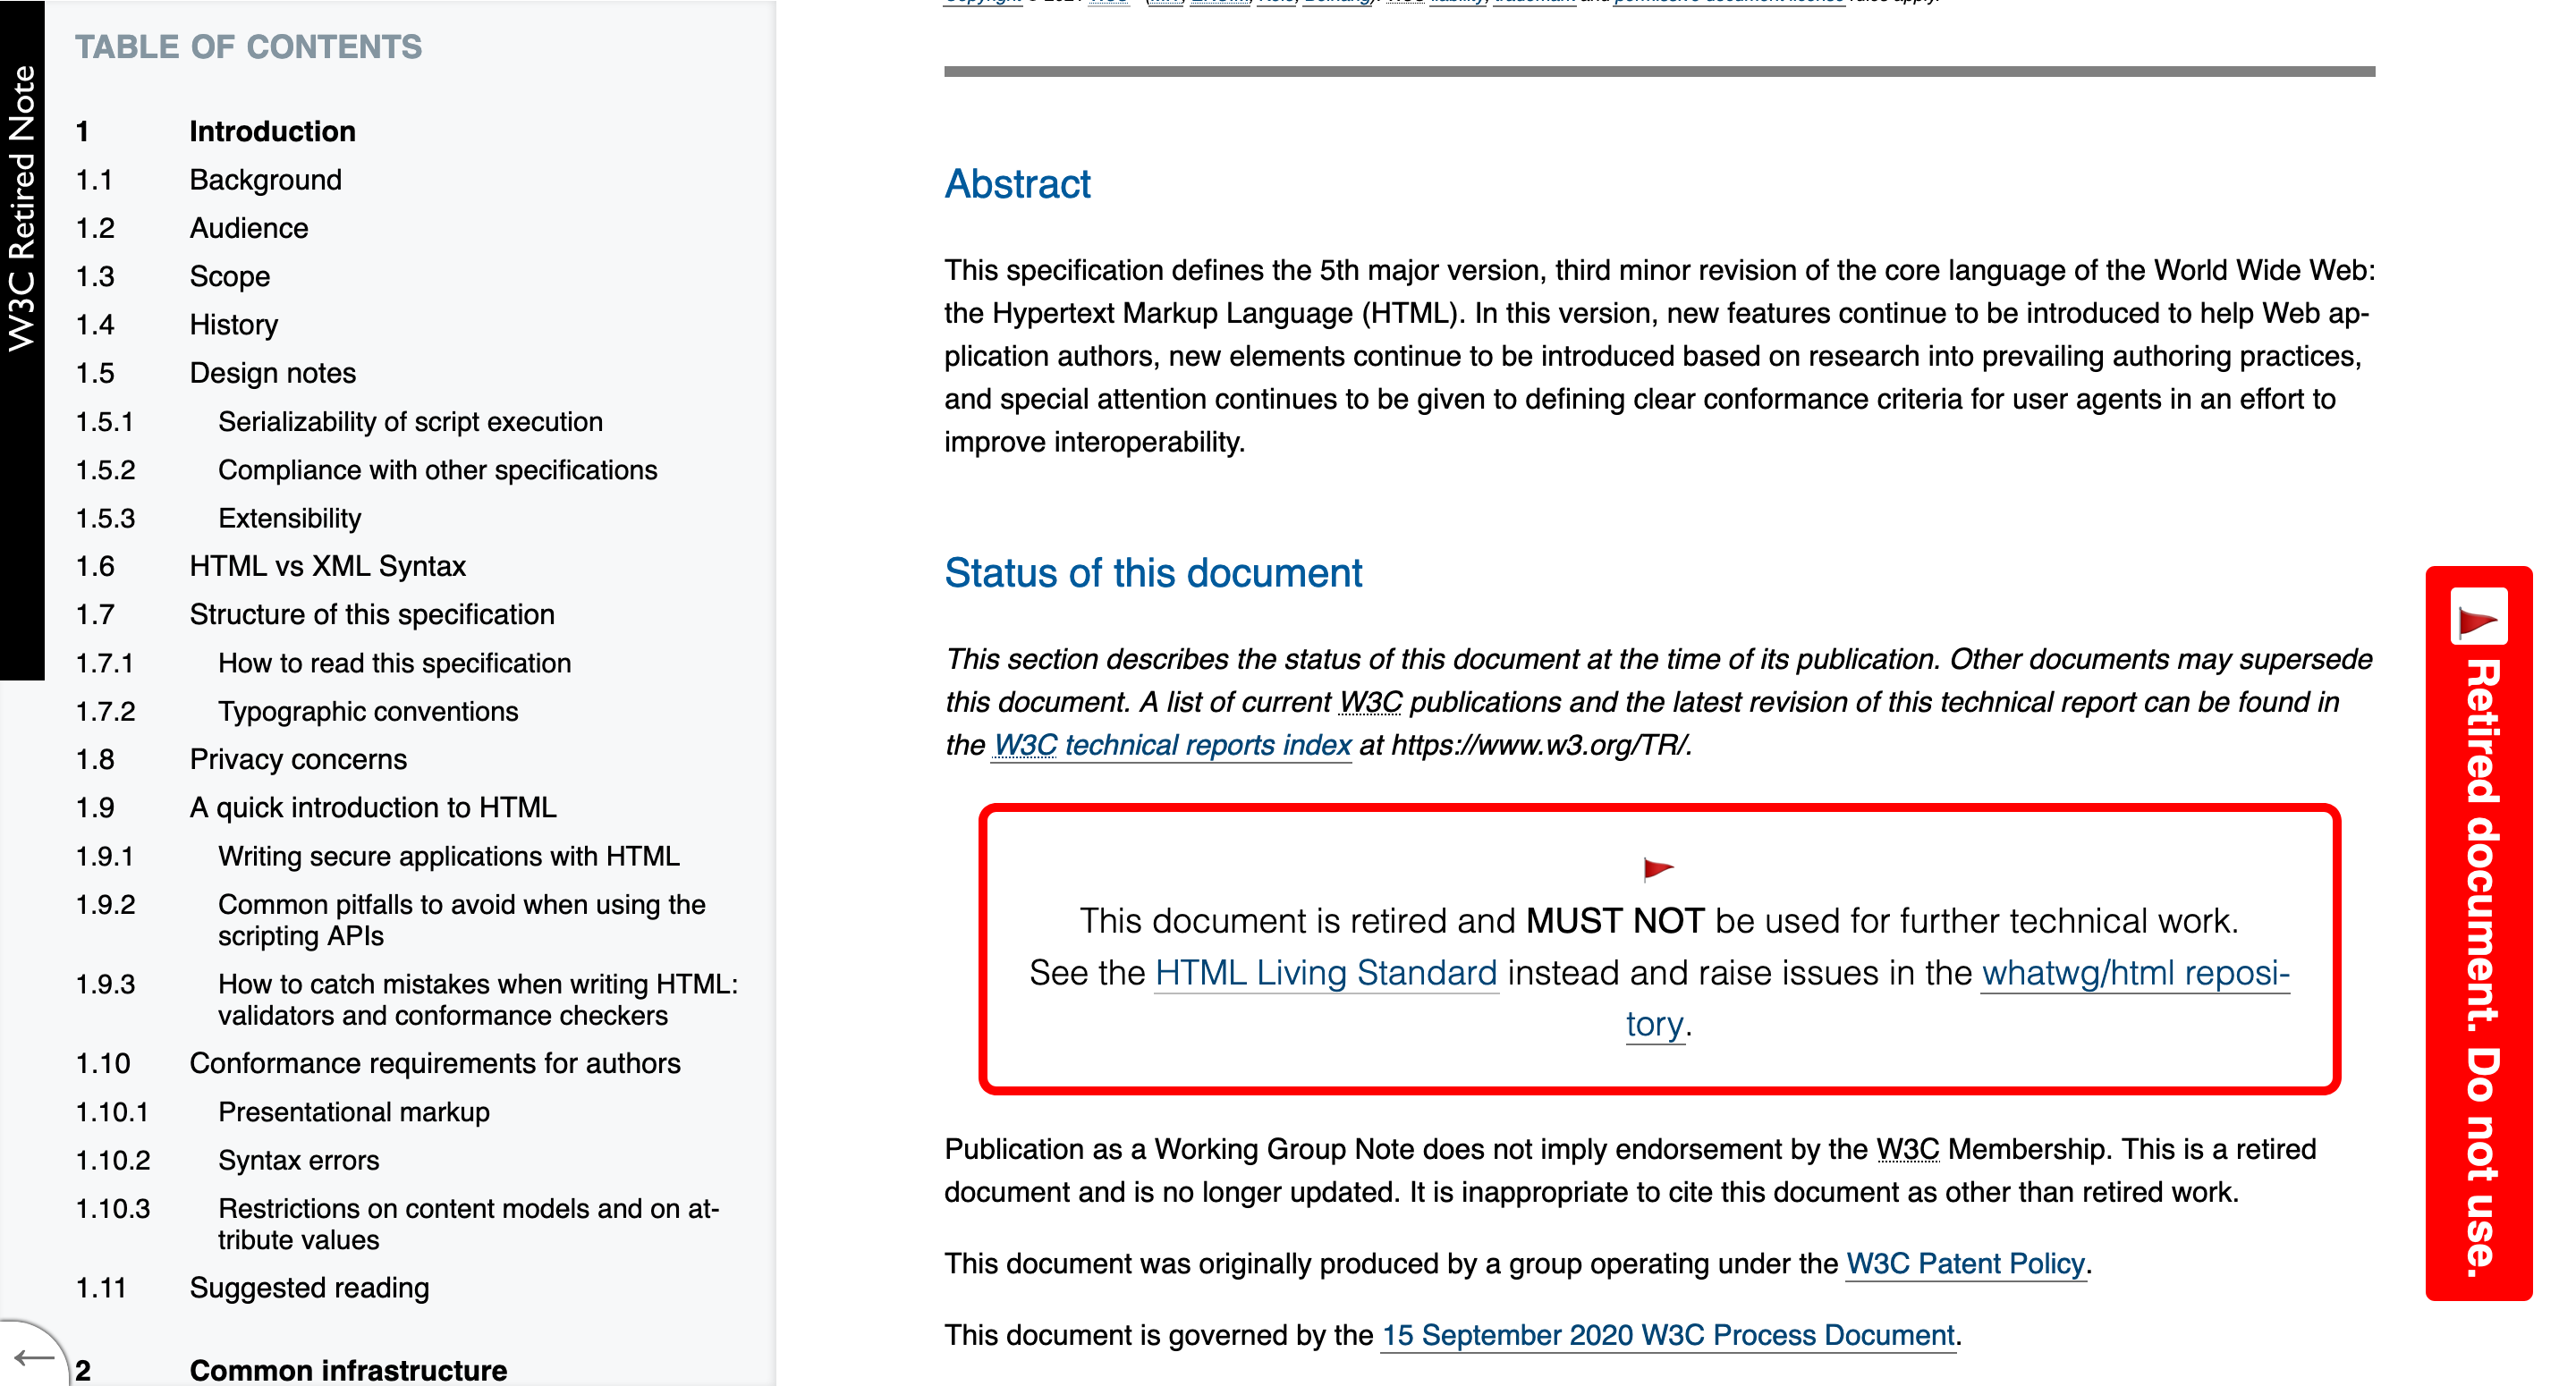 W3C Retired Note
TABLE OF CONTENTS
1 Introduction
1.1 Background
1.2 Audience
1.3 Scope
1.4 History
1.5 Design notes
1.5.1 Serializability of script execution
1.5.2 Compliance with other specifications
1.5.3 Extensibility
1.6 HTML vs XML Syntax
1.7 Structure of this specification
1.7.1 How to read this specification
1.7.2 Typographic conventions
1.8 Privacy concerns
1.9 A quick introduction to HTML
1.9.1 Writing secure applications with HTML
1.9.2 Common pitfalls to avoid when using the
scripting APIs
1.9.3 How to catch mistakes when writing HTML:
validators and conformance checkers
1.10 Conformance requirements for authors
1.10.1 Presentational markup
1.10.2 Syntax errors
1.10.3 Restrictions on content models and on at-
tribute values
1.11 Suggested reading
2 Common infrastructure
←
Abstract
This specification defines the 5th major version, third minor revision of the core language of the World Wide Web:
the Hypertext Markup Language (HTML). In this version, new features continue to be introduced to help Web ap-
plication authors, new elements continue to be introduced based on research into prevailing authoring practices,
and special attention continues to be given to defining clear conformance criteria for user agents in an effort to
improve interoperability.
Status of this document
This section describes the status of this document at the time of its publication. Other documents may supersede
this document. A list of current W3C publications and the latest revision of this technical report can be found in
the W3C technical reports index at https://www.w3.org/TR/.
This document is retired and MUST NOT be used for further technical work.
See the HTML Living Standard instead and raise issues in the whatwg/html reposi-
tory.
Publication as a Working Group Note does not imply endorsement by the W3C Membership. This is a retired
document and is no longer updated. It is inappropriate to cite this document as other than retired work.
This document was originally produced by a group operating under the W3C Patent Policy.
This document is governed by the 15 September 2020 W3C Process Document.
Retired document. Do not use.